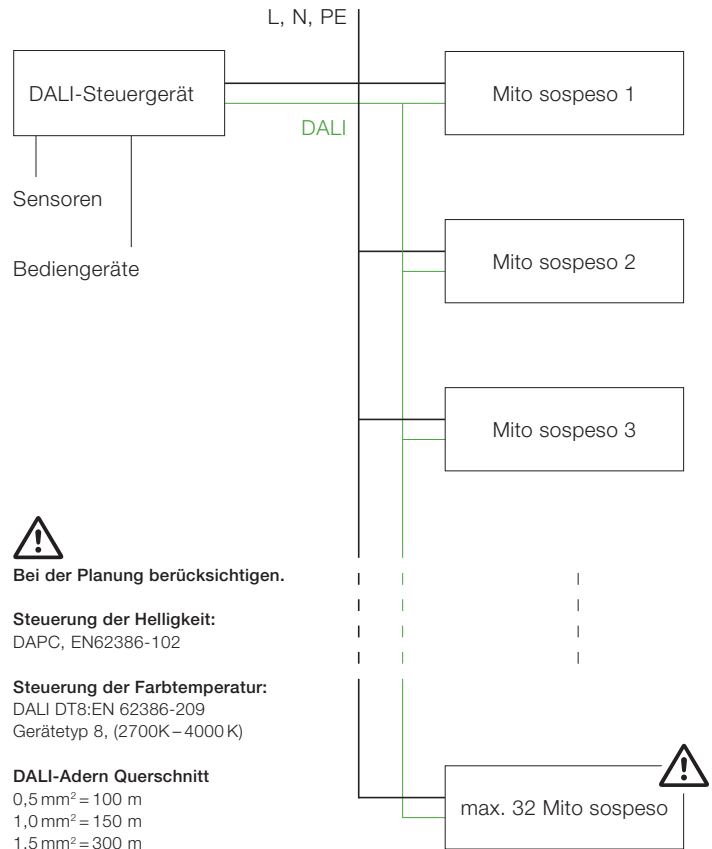 L, N, PE
DALI-Steuergerät
Mito sospeso 1
DALI
Sensoren
Bediengeräte
Mito sospeso 2
Mito sospeso 3
Bei der Planung berücksichtigen.
Steuerung der Helligkeit:
DAPC, EN62386-102
Steuerung der Farbtemperatur:
DALI DT8:EN 62386-209
Gerätetyp 8, (2700K – 4000 K)
DALI-Adern Querschnitt
0,5 mm² = 100 m
1,0 mm² = 150 m
1,5 mm² = 300 m
max. 32 Mito sospeso